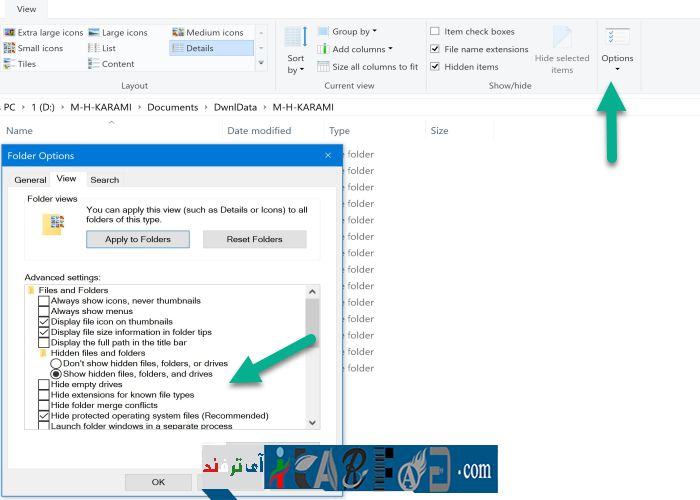 View
Extra large icons
Large icons
Medium icons
Small icons
List
Details
Tiles
Content
Layout
Sort by
Group by
Add columns
Size all columns to fit
Current view
Item check boxes
File name extensions
Hidden items
Hide selected items
Show/hide
Options
PC > 1 (D:) > M-H-KARAMI > Documents > DwnlData > M-H-KARAMI
Name
Date modified
Type
Size
folder
folder
folder
folder
folder
folder
folder
folder
folder
folder
folder
folder
folder
folder
Folder Options
General
View
Search
Folder views
You can apply this view (such as Details or Icons) to all
folders of this type.
Apply to Folders
Reset Folders
Advanced settings:
Files and Folders
Always show icons, never thumbnails
Always show menus
Display file icon on thumbnails
Display file size information in folder tips
Display the full path in the title bar
Hidden files and folders
Don't show hidden files, folders, or drives
Show hidden files, folders, and drives
Hide empty drives
Hide extensions for known file types
Hide folder merge conflicts
Hide protected operating system files (Recommended)
Launch folder windows in a separate process
OK
آی ترفند
.com